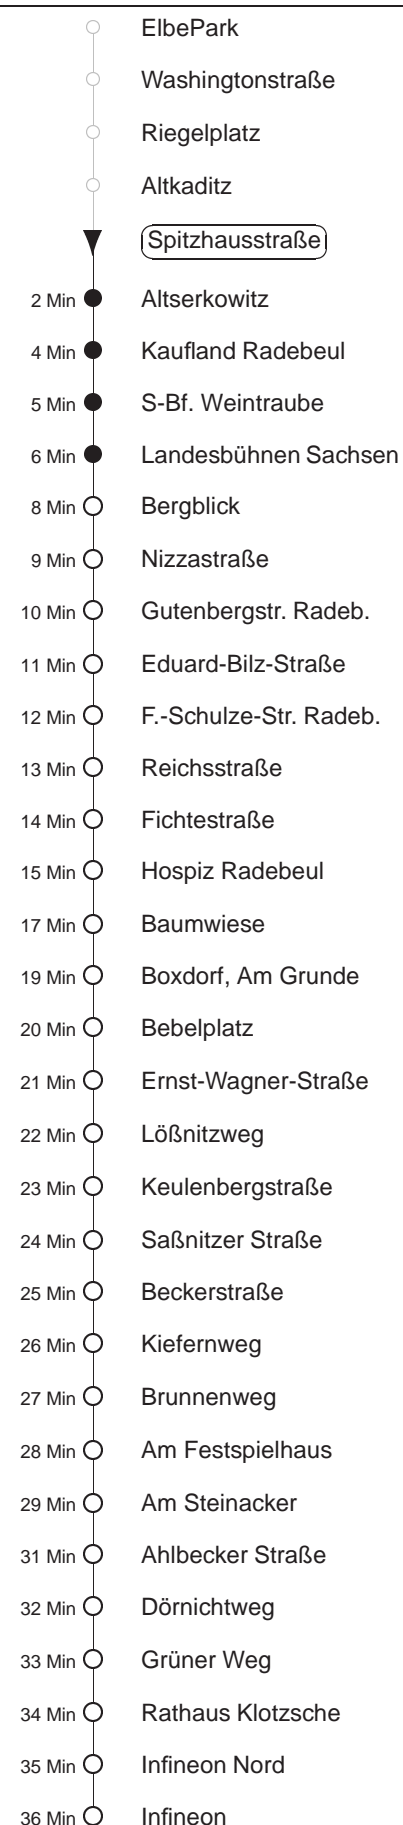 ElbePark
Washingtonstraße
Riegelplatz
Altkaditz
Spitzhausstraße
2 Min Altserkowitz
4 Min Kaufland Radebeul
5 Min S-Bf. Weintraube
6 Min Landesbühnen Sachsen
8 Min Bergblick
9 Min Nizzastraße
10 Min Gutenbergstr. Radeb.
11 Min Eduard-Bilz-Straße
12 Min F.-Schulze-Str. Radeb.
13 Min Reichsstraße
14 Min Fichtestraße
15 Min Hospiz Radebeul
17 Min Baumwiese
19 Min Boxdorf, Am Grunde
20 Min Bebelplatz
21 Min Ernst-Wagner-Straße
22 Min Lößnitzweg
23 Min Keulenbergstraße
24 Min Saßnitzer Straße
25 Min Beckerstraße
26 Min Kiefernweg
27 Min Brunnenweg
28 Min Am Festspielhaus
29 Min Am Steinacker
31 Min Ahlbecker Straße
32 Min Dörnichtweg
33 Min Grüner Weg
34 Min Rathaus Klotzsche
35 Min Infineon Nord
36 Min Infineon